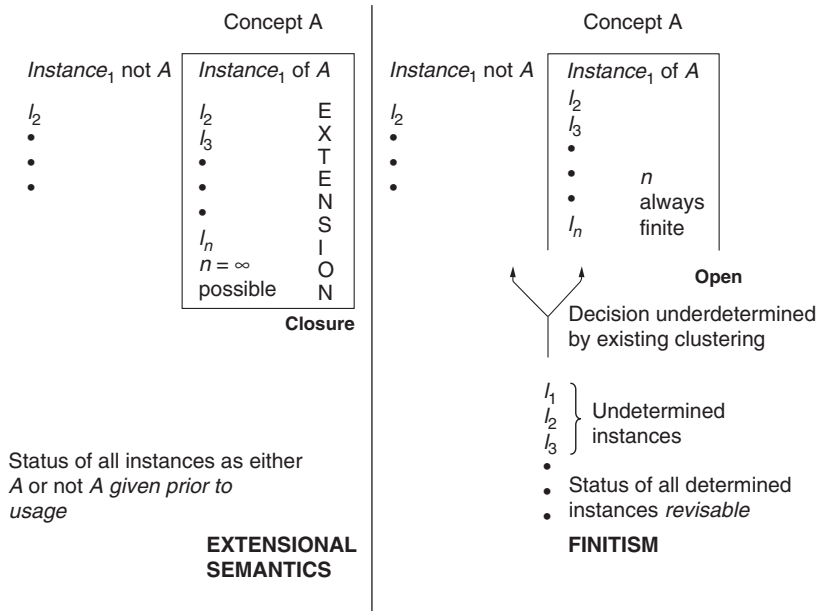 Concept A
Instance1 not A
I2
•
•
•
Instance1 of A
I2
I3
•
•
•
In
n = ∞
possible
E
X
T
E
N
S
I
O
N
Closure
Status of all instances as either
A or not A given prior to
usage
EXTENSIONAL
SEMANTICS
Concept A
Instance1 not A
I2
•
•
•
Instance1 of A
I2
I3
•
•
•
In
n
always
finite
Open
Decision underdetermined
by existing clustering
I1
I2
I3
•
•
•
Undetermined
instances
Status of all determined
instances revisable
FINITISM